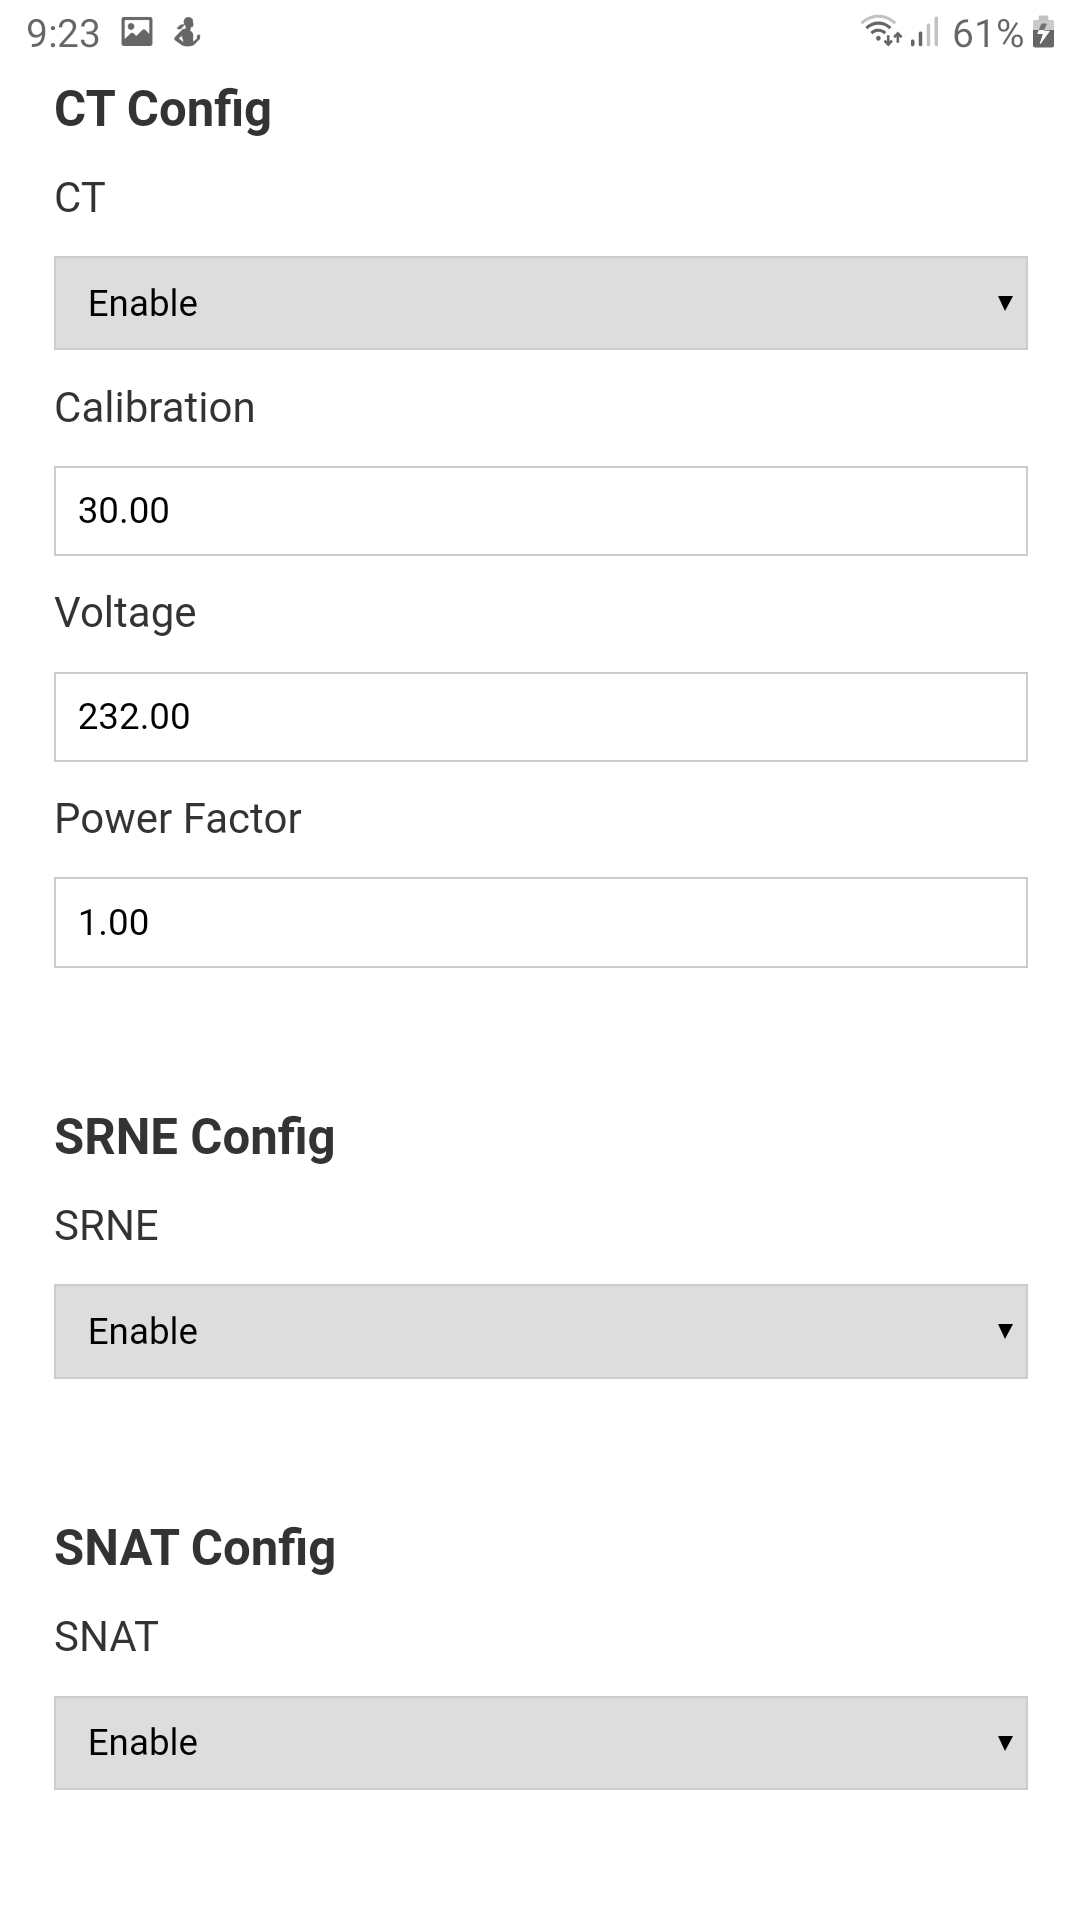 9:23
61%
CT Config
CT
Enable
Calibration
30.00
Voltage
232.00
Power Factor
1.00
SRNE Config
SRNE
Enable
SNAT Config
SNAT
Enable